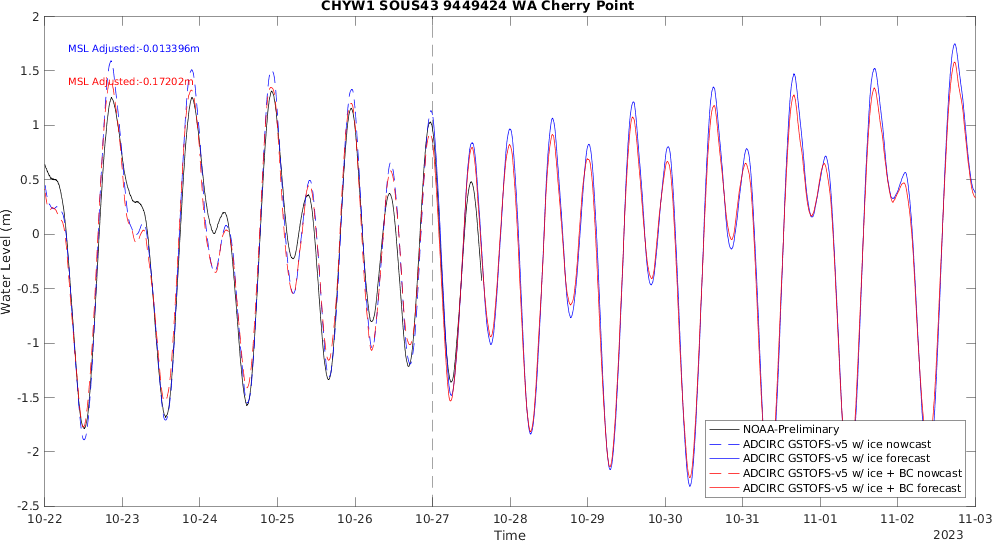 CHYW1 SOUS43 9449424 WA Cherry Point
MSL Adjusted:-0.013396m
MSL Adjusted:-0.17202m
2
1.5
1
0.5
0
-0.5
-1
-1.5
-2
-2.5
Water Level (m)
NOAA-Preliminary
ADCIRC GSTOFS-v5 w/ ice nowcast
ADCIRC GSTOFS-v5 w/ ice forecast
ADCIRC GSTOFS-v5 w/ice + BC nowcast
ADCIRC GSTOFS-v5 w/ice + BC forecast
10-22 10-23 10-24 10-25 10-26 10-27 10-28 10-29 10-30 10-31 11-01 11-02 11-03
Time
2023